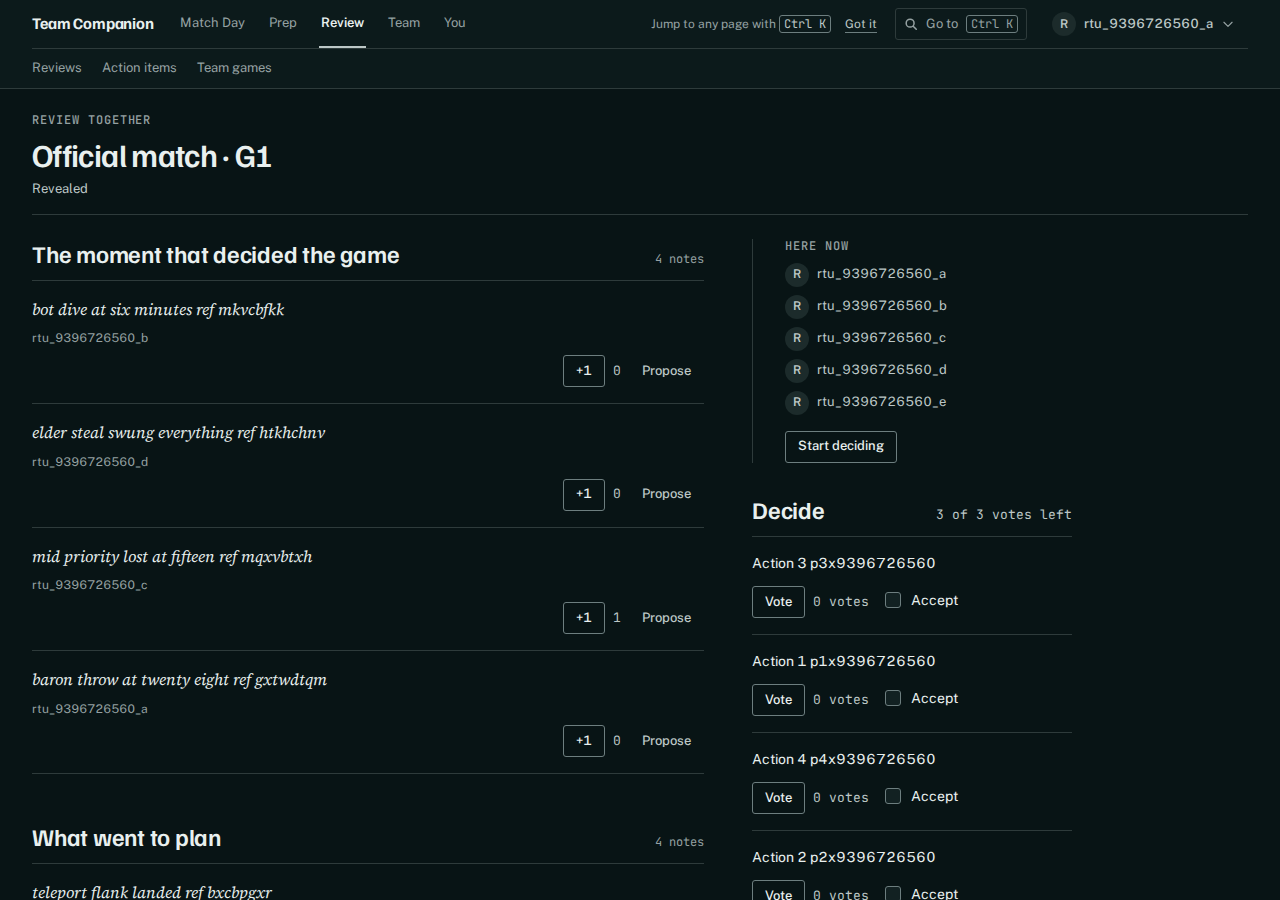 Team Companion Match Day Prep Review Team You Jump to any page with Ctrl K Got it Go to Ctrl K R rtu_9396726560_a
Reviews Action items Team games
REVIEW TOGETHER
Official match · G1
Revealed
The moment that decided the game 4 notes
bot dive at six minutes ref mkvcbfkk
rtu_9396726560_b
+1 0 Propose
elder steal swung everything ref htkhchnv
rtu_9396726560_d
+1 0 Propose
mid priority lost at fifteen ref mqxvbtxh
rtu_9396726560_c
+1 1 Propose
baron throw at twenty eight ref gxtwdtqm
rtu_9396726560_a
+1 0 Propose
What went to plan 4 notes
teleport flank landed ref bxcbpgxr
HERE NOW
R rtu_9396726560_a
R rtu_9396726560_b
R rtu_9396726560_c
R rtu_9396726560_d
R rtu_9396726560_e
Start deciding
Decide 3 of 3 votes left
Action 3 p3x9396726560
Vote 0 votes Accept
Action 1 p1x9396726560
Vote 0 votes Accept
Action 4 p4x9396726560
Vote 0 votes Accept
Action 2 p2x9396726560
Vote 0 votes Accept